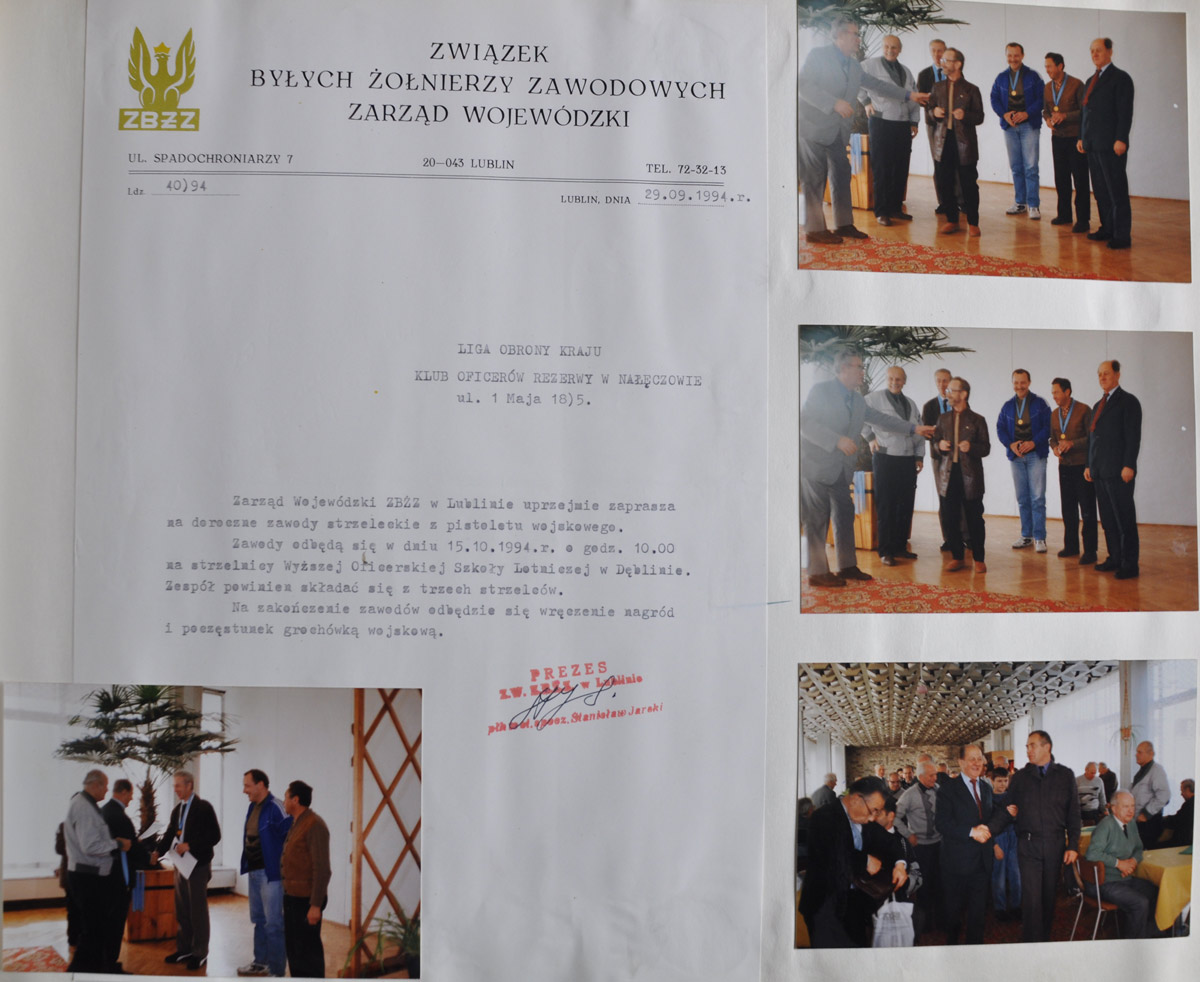 ZBŻZ
ZWIĄZEK
BYŁYCH ŻOŁNIERZY ZAWODOWYCH
ZARZĄD WOJEWÓDZKI
UL. SPADOCHRONIARZY 7 20—043 LUBLIN TEL. 72-32-13
Ldz. 40)94 LUBLIN, DNIA 29.09.1994.r.
LIGA OBRONY KRAJU
KLUB OFICERÓW REZERWY W NAŁĘCZOWIE
ul. 1 Maja 18)5.
Zarząd Wojewódzki ZBŻZ w Lublinie uprzejmie zaprasza
na doroczne zawody strzeleckie z pistoletu wojskowego.
Zawody odbędą się w dniu 15.10.1994.r. o godz. 10.00
na strzelnicy Wyższej Oficerskiej Szkoły Lotniczej w Dęblinie.
Zespół powinien składać się z trzech strzelców.
Na zakończenie zawodów odbędzie się wręczenie nagród
i poczęstunek grochówką wojskową.
PREZES
Z.W. ZBŻZ w Lublinie
Stanisław Jarski